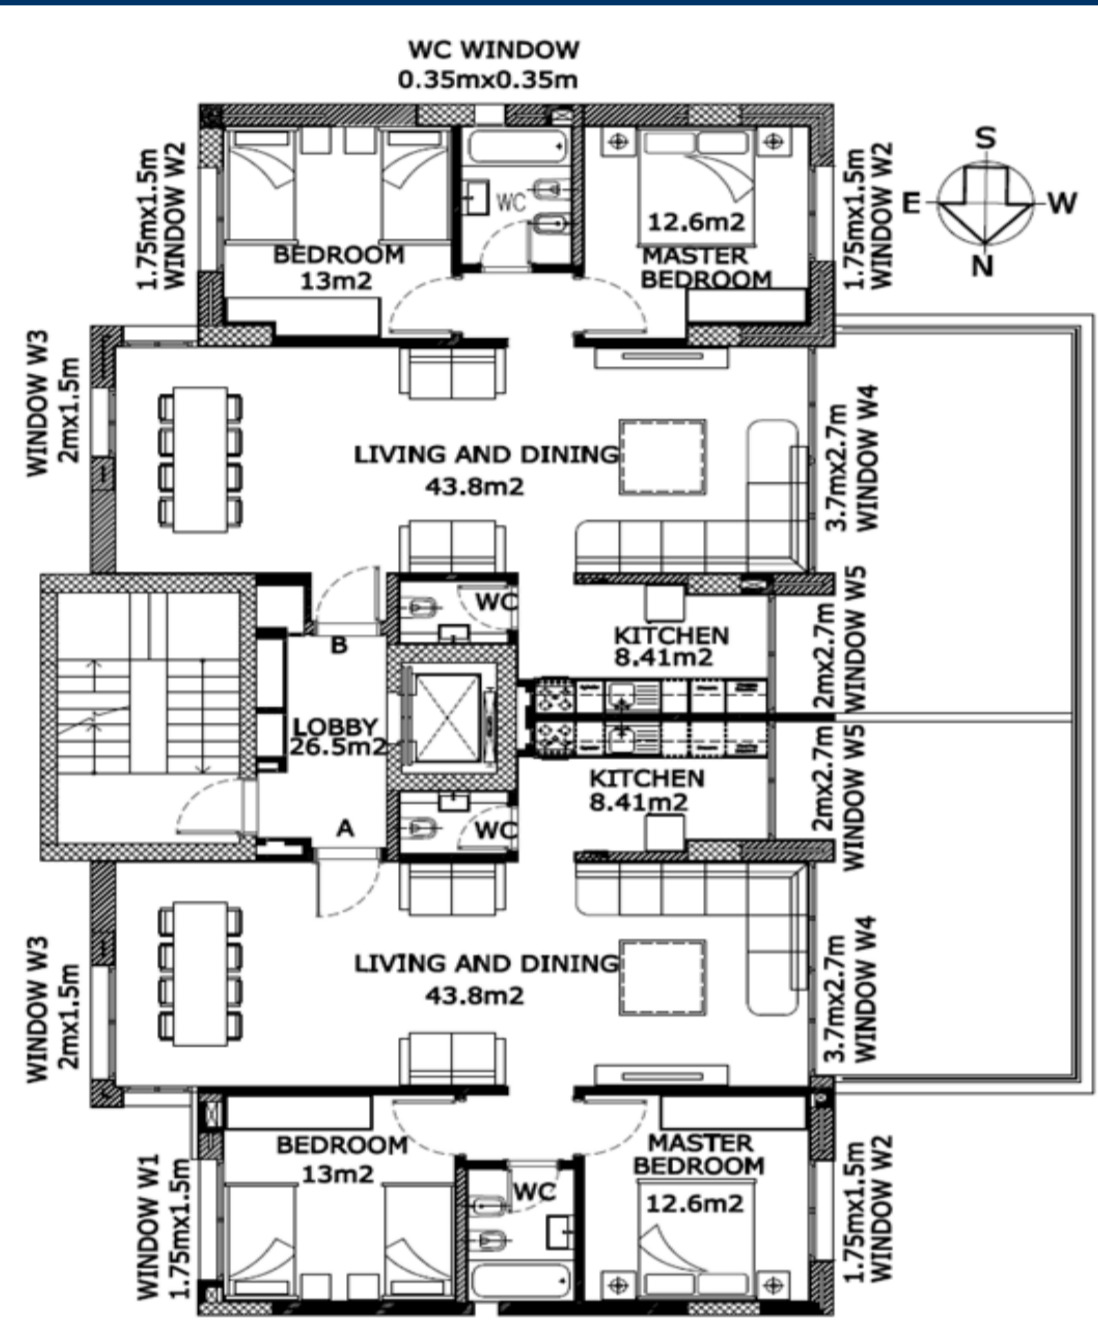 WC WINDOW
0.35mx0.35m
1.75mx1.5m
WINDOW W2
BEDROOM
13m2
WC
12.6m2
MASTER
BEDROOM
1.75mx1.5m
WINDOW W2
S
E
W
N
WINDOW W3
2mx1.5m
LIVING AND DINING
43.8m2
3.7mx2.7m
WINDOW W4
WC
B
KITCHEN
8.41m2
2mx2.7m
WINDOW W5
LOBBY
26.5m2
KITCHEN
8.41m2
2mx2.7m
WINDOW W5
A
WC
WINDOW W3
2mx1.5m
LIVING AND DINING
43.8m2
3.7mx2.7m
WINDOW W4
WINDOW W1
1.75mx1.5m
BEDROOM
13m2
WC
MASTER
BEDROOM
12.6m2
1.75mx1.5m
WINDOW W2